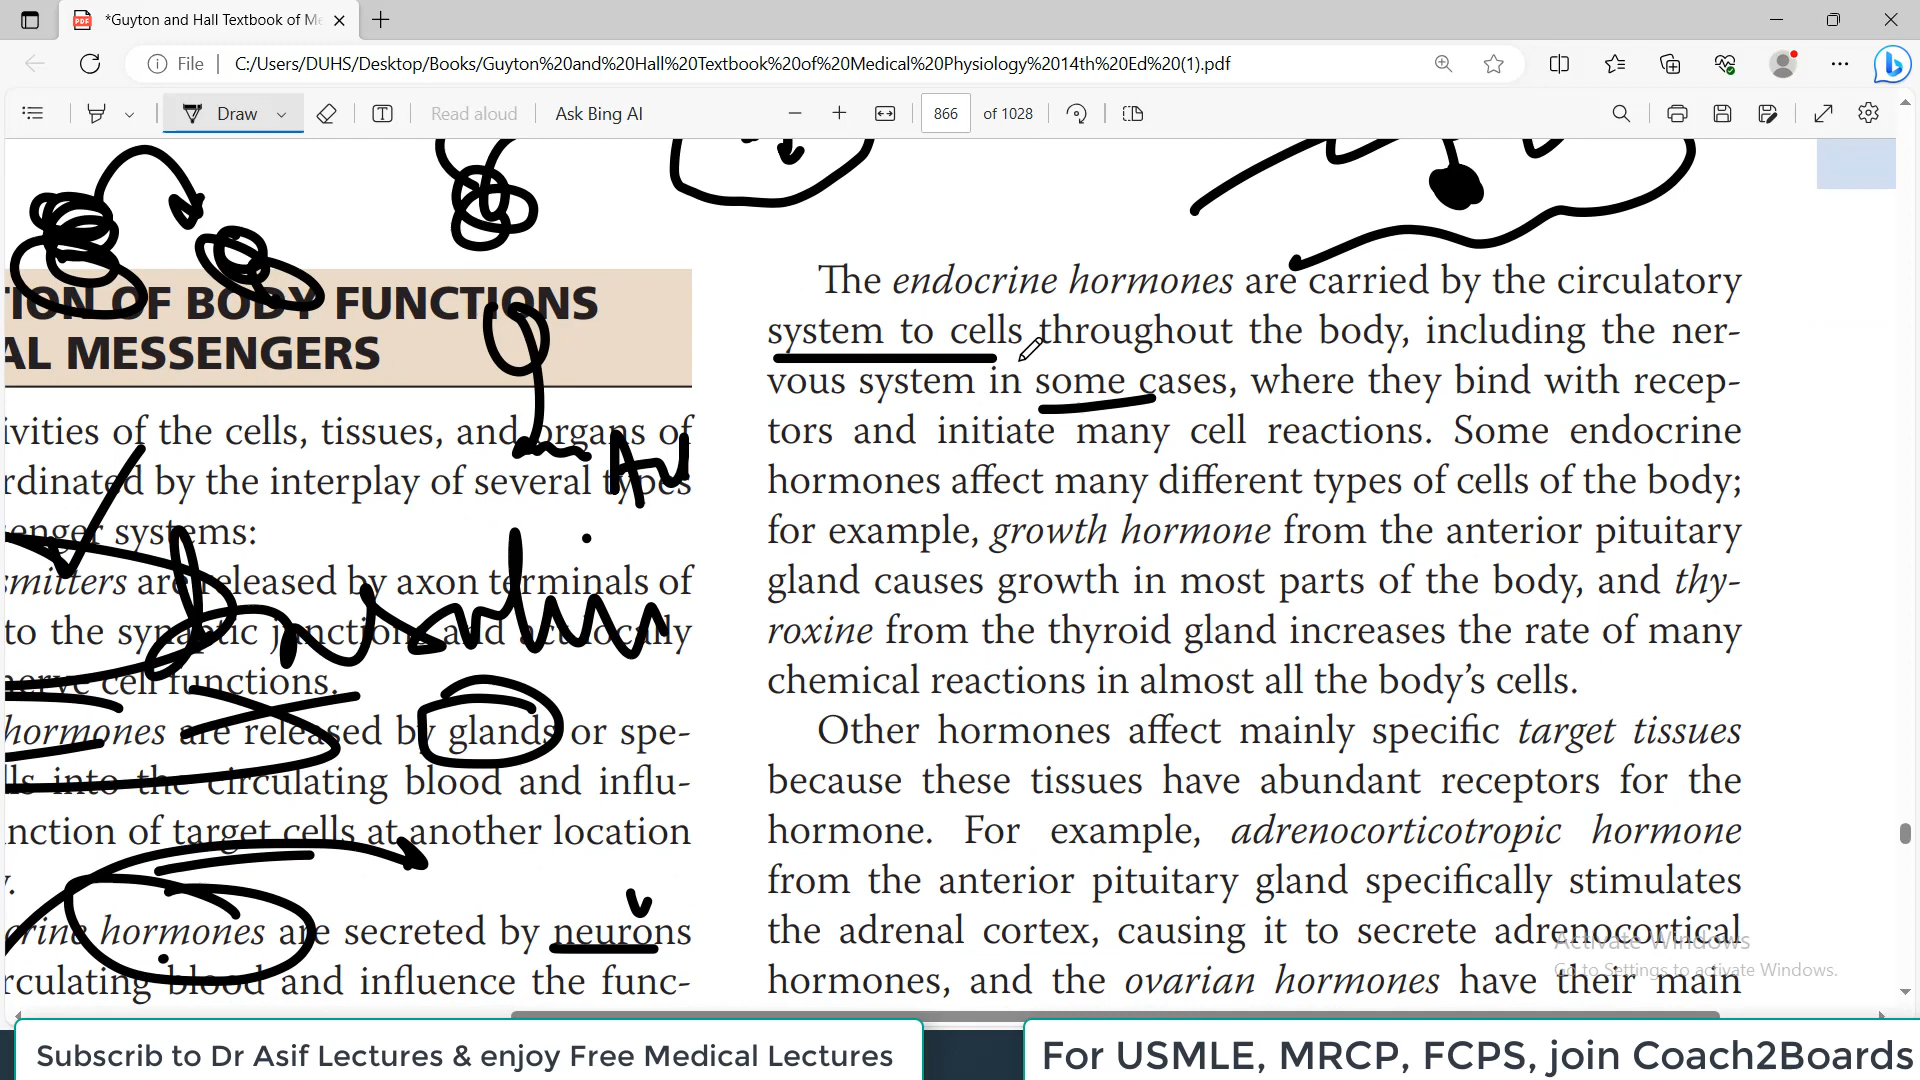 *Guyton and Hall Textbook of Me
File
C:/Users/DUHS/Desktop/Books/Guyton%20and%20Hall%20Textbook%20of%20Medical%20Physiology%2014th%20Ed%20(1).pdf
Draw
Read aloud
Ask Bing AI
866
of 1028
ION OF BODY FUNCTIONS
AL MESSENGERS
ivities of the cells, tissues, and organs of
rdinated by the interplay of several types
enger systems:
smitters are released by axon terminals of
to the synaptic junctions and act locally
nerve cell functions.
hormones are released by glands or spe-
lls into the circulating blood and influ-
nction of target cells at another location
y.
crine hormones are secreted by neurons
rculating blood and influence the func-
Insulin
The endocrine hormones are carried by the circulatory
system to cells throughout the body, including the ner-
vous system in some cases, where they bind with recep-
tors and initiate many cell reactions. Some endocrine
hormones affect many different types of cells of the body;
for example, growth hormone from the anterior pituitary
gland causes growth in most parts of the body, and thy-
roxine from the thyroid gland increases the rate of many
chemical reactions in almost all the body’s cells.
Other hormones affect mainly specific target tissues
because these tissues have abundant receptors for the
hormone. For example, adrenocorticotropic hormone
from the anterior pituitary gland specifically stimulates
the adrenal cortex, causing it to secrete adrenocortical
hormones, and the ovarian hormones have their main
Activate Windows
Go to Settings to activate Windows.
Subscrib to Dr Asif Lectures & enjoy Free Medical Lectures
For USMLE, MRCP, FCPS, join Coach2Boards